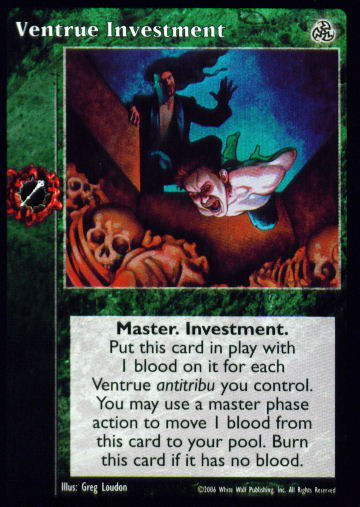 Ventrue Investment
Master. Investment.
Put this card in play with
1 blood on it for each
Ventrue antitribu you control.
You may use a master phase
action to move 1 blood from
this card to your pool. Burn
this card if it has no blood.
Illus: Greg Loudon
©2006 White Wolf Publishing, Inc. All Rights Reserved